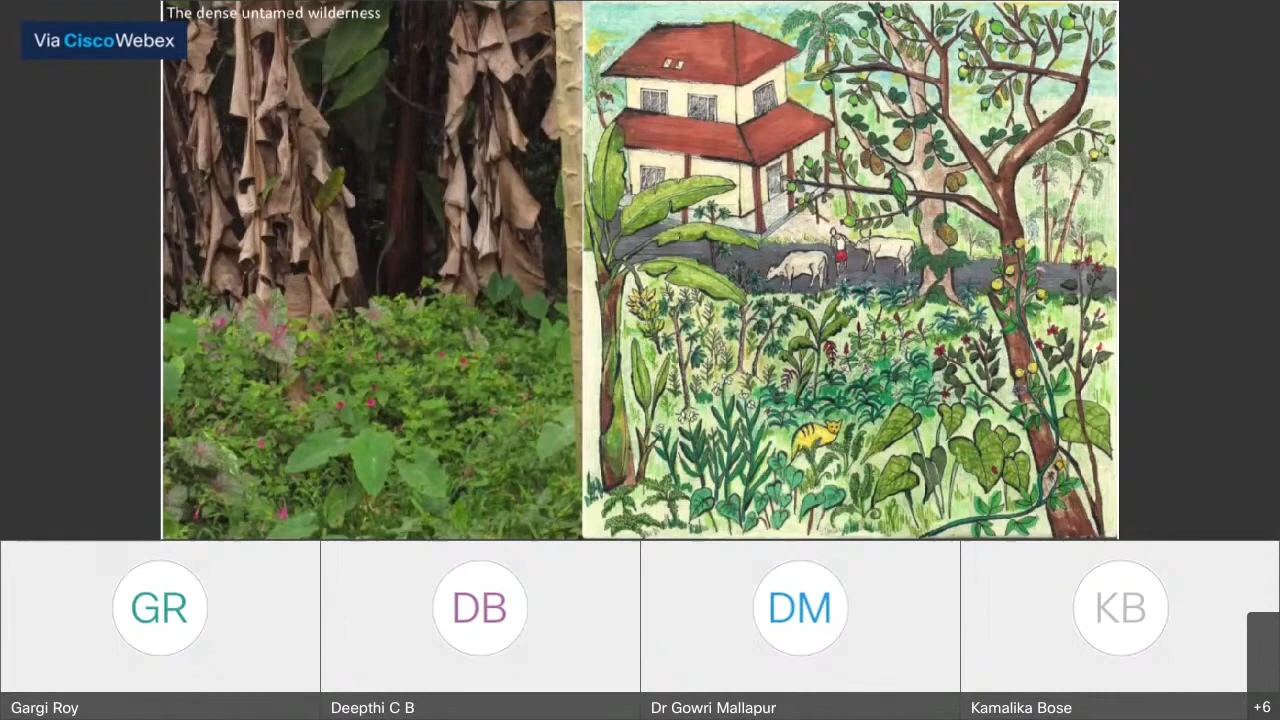 The dense untamed wilderness
Via CiscoWebex
GR
DB
DM
KB
Gargi Roy
Deepthi C B
Dr Gowri Mallapur
Kamalika Bose
+6